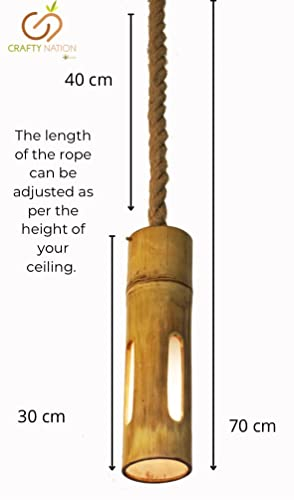 CRAFTY NATION
40 cm
The length
of the rope
can be
adjusted as
per the
height of
your
ceiling.
30 cm
70 cm